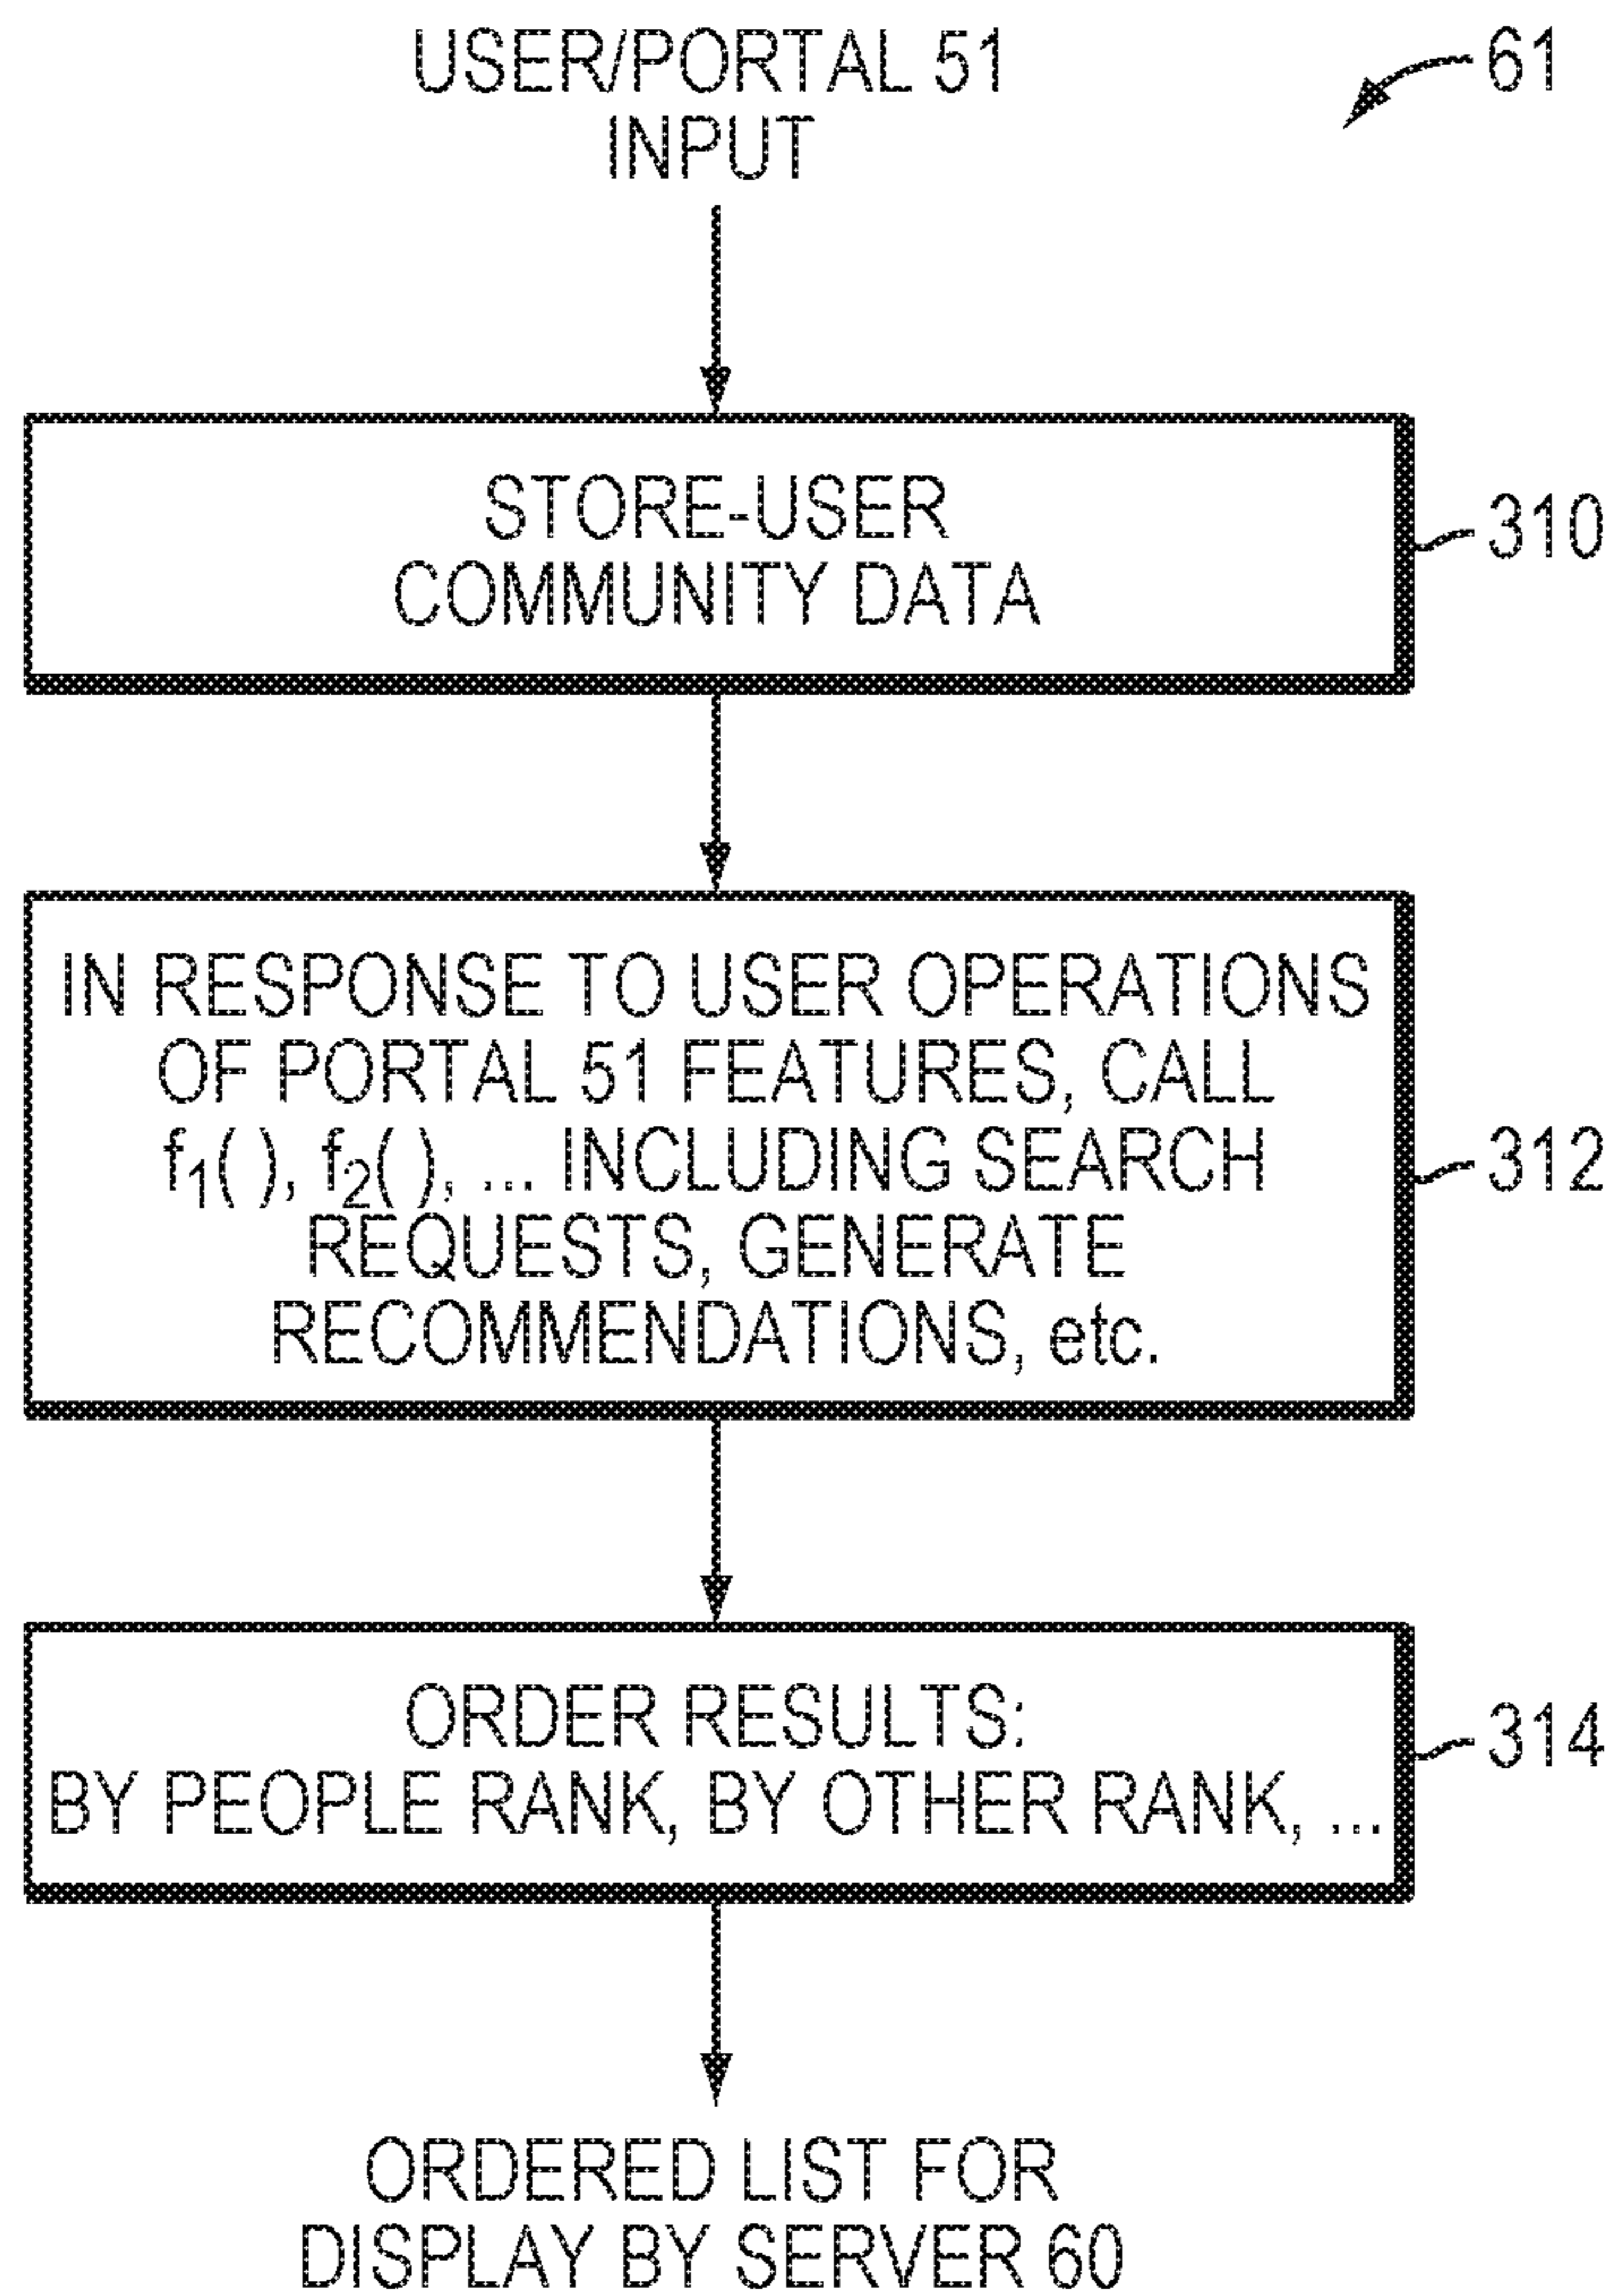 USER/PORTAL 51
INPUT
61
STORE-USER
COMMUNITY DATA
310
IN RESPONSE TO USER OPERATIONS
OF PORTAL 51 FEATURES, CALL
f₁( ), f₂( ), ... INCLUDING SEARCH
REQUESTS, GENERATE
RECOMMENDATIONS, etc.
312
ORDER RESULTS:
BY PEOPLE RANK, BY OTHER RANK, ...
314
ORDERED LIST FOR
DISPLAY BY SERVER 60